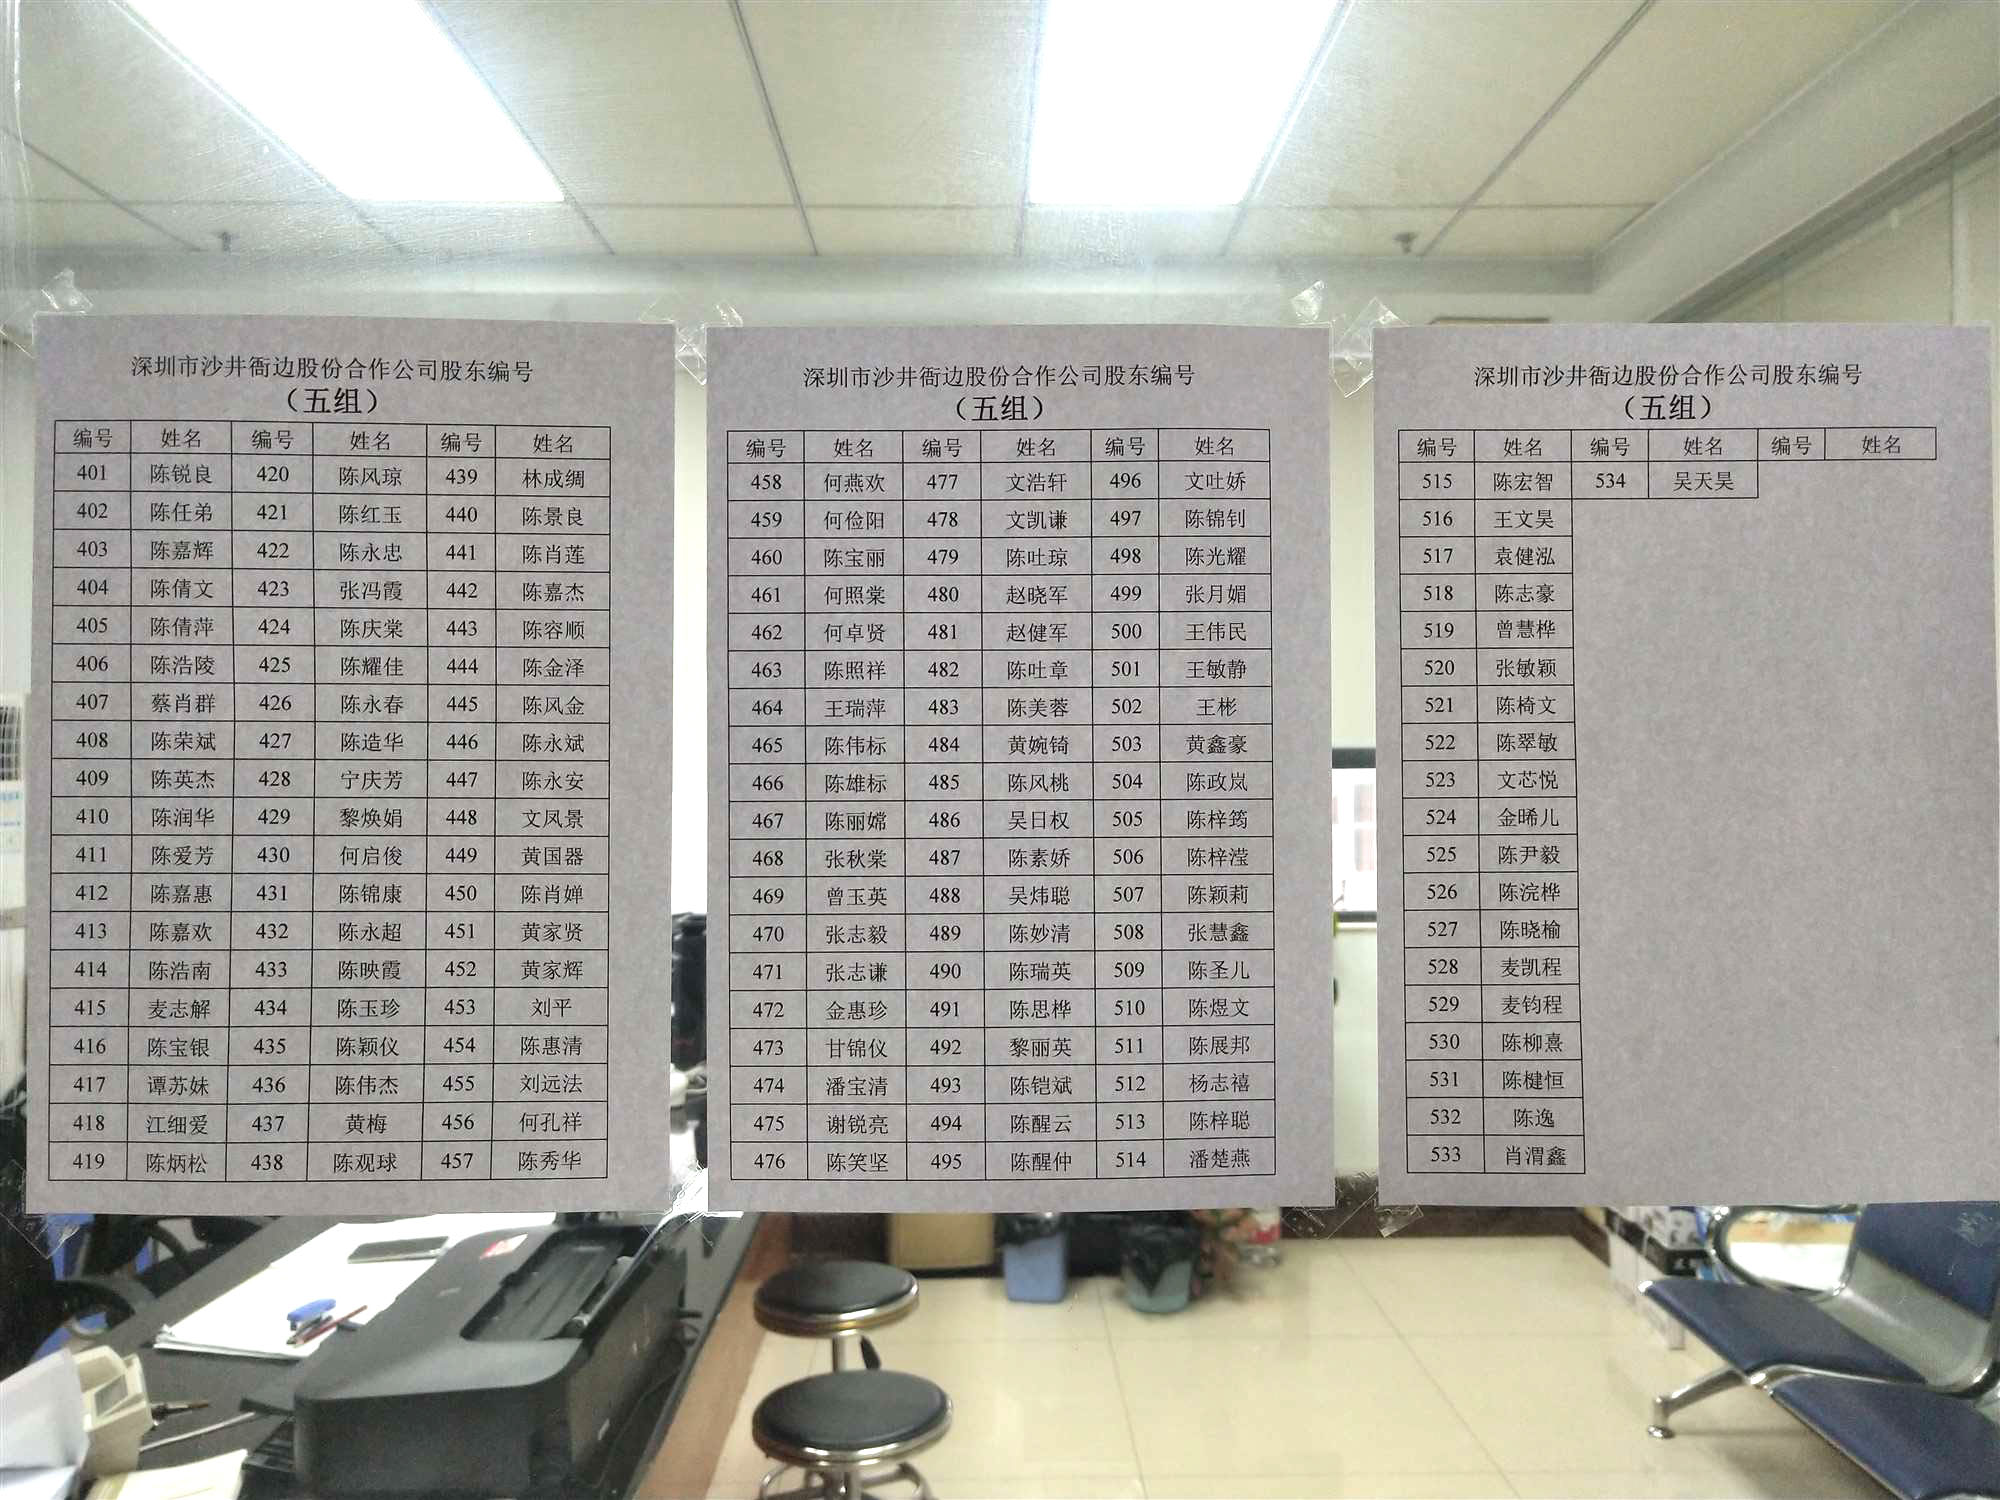 深圳市沙井衙边股份合作公司股东编号
（五组）
编号 姓名 编号 姓名 编号 姓名
401 陈锐良 420 陈风琼 439 林成绸
402 陈任弟 421 陈红玉 440 陈景良
403 陈嘉辉 422 陈永忠 441 陈肖莲
404 陈倩文 423 张冯霞 442 陈嘉杰
405 陈倩萍 424 陈庆棠 443 陈容顺
406 陈浩陵 425 陈耀佳 444 陈金泽
407 蔡肖群 426 陈永春 445 陈风金
408 陈荣斌 427 陈造华 446 陈永斌
409 陈英杰 428 宁庆芳 447 陈永安
410 陈润华 429 黎焕娟 448 文凤景
411 陈爱芳 430 何启俊 449 黄国器
412 陈嘉惠 431 陈锦康 450 陈肖婵
413 陈嘉欢 432 陈永超 451 黄家贤
414 陈浩南 433 陈映霞 452 黄家辉
415 麦志解 434 陈玉珍 453 刘平
416 陈宝银 435 陈颖仪 454 陈惠清
417 谭苏妹 436 陈伟杰 455 刘远法
418 江细爱 437 黄梅 456 何孔祥
419 陈炳松 438 陈观球 457 陈秀华
深圳市沙井衙边股份合作公司股东编号
（五组）
编号 姓名 编号 姓名 编号 姓名
458 何燕欢 477 文浩轩 496 文吐娇
459 何俭阳 478 文凯谦 497 陈锦钊
460 陈宝丽 479 陈吐琼 498 陈光耀
461 何照棠 480 赵晓军 499 张月媚
462 何卓贤 481 赵健军 500 王伟民
463 陈照祥 482 陈吐章 501 王敏静
464 王瑞萍 483 陈美蓉 502 王彬
465 陈伟标 484 黄婉锜 503 黄鑫豪
466 陈雄标 485 陈风桃 504 陈政岚
467 陈丽嫦 486 吴日权 505 陈梓筠
468 张秋棠 487 陈素娇 506 陈梓滢
469 曾玉英 488 吴炜聪 507 陈颖莉
470 张志毅 489 陈妙清 508 张慧鑫
471 张志谦 490 陈瑞英 509 陈圣儿
472 金惠珍 491 陈思桦 510 陈煜文
473 甘锦仪 492 黎丽英 511 陈展邦
474 潘宝清 493 陈铠斌 512 杨志禧
475 谢锐亮 494 陈醒云 513 陈梓聪
476 陈笑坚 495 陈醒仲 514 潘楚燕
深圳市沙井衙边股份合作公司股东编号
（五组）
编号 姓名 编号 姓名 编号 姓名
515 陈宏智 534 吴天昊
516 王文昊
517 袁健泓
518 陈志豪
519 曾慧桦
520 张敏颖
521 陈椅文
522 陈翠敏
523 文芯悦
524 金晞儿
525 陈尹毅
526 陈浣桦
527 陈晓榆
528 麦凯程
529 麦钧程
530 陈柳熹
531 陈楗恒
532 陈逸
533 肖渭鑫